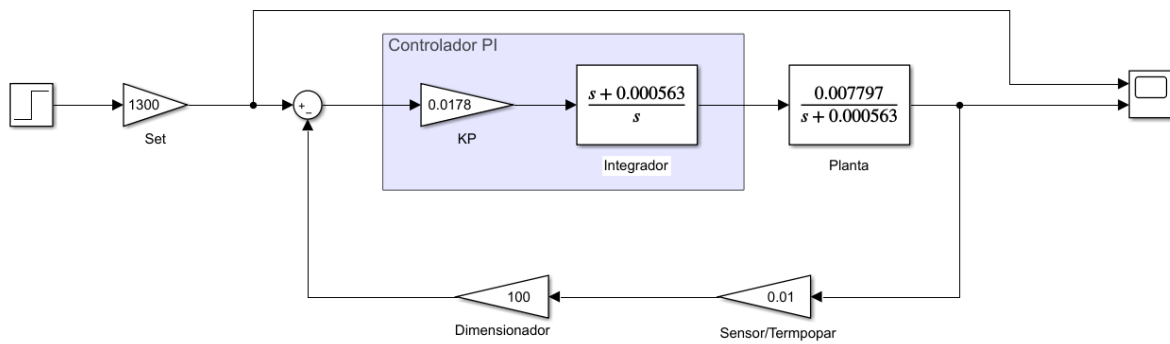 Controlador PI
1300
Set
+
−
0.0178
KP
s + 0.000563
s
Integrador
0.007797
s + 0.000563
Planta
100
Dimensionador
0.01
Sensor/Termpopar